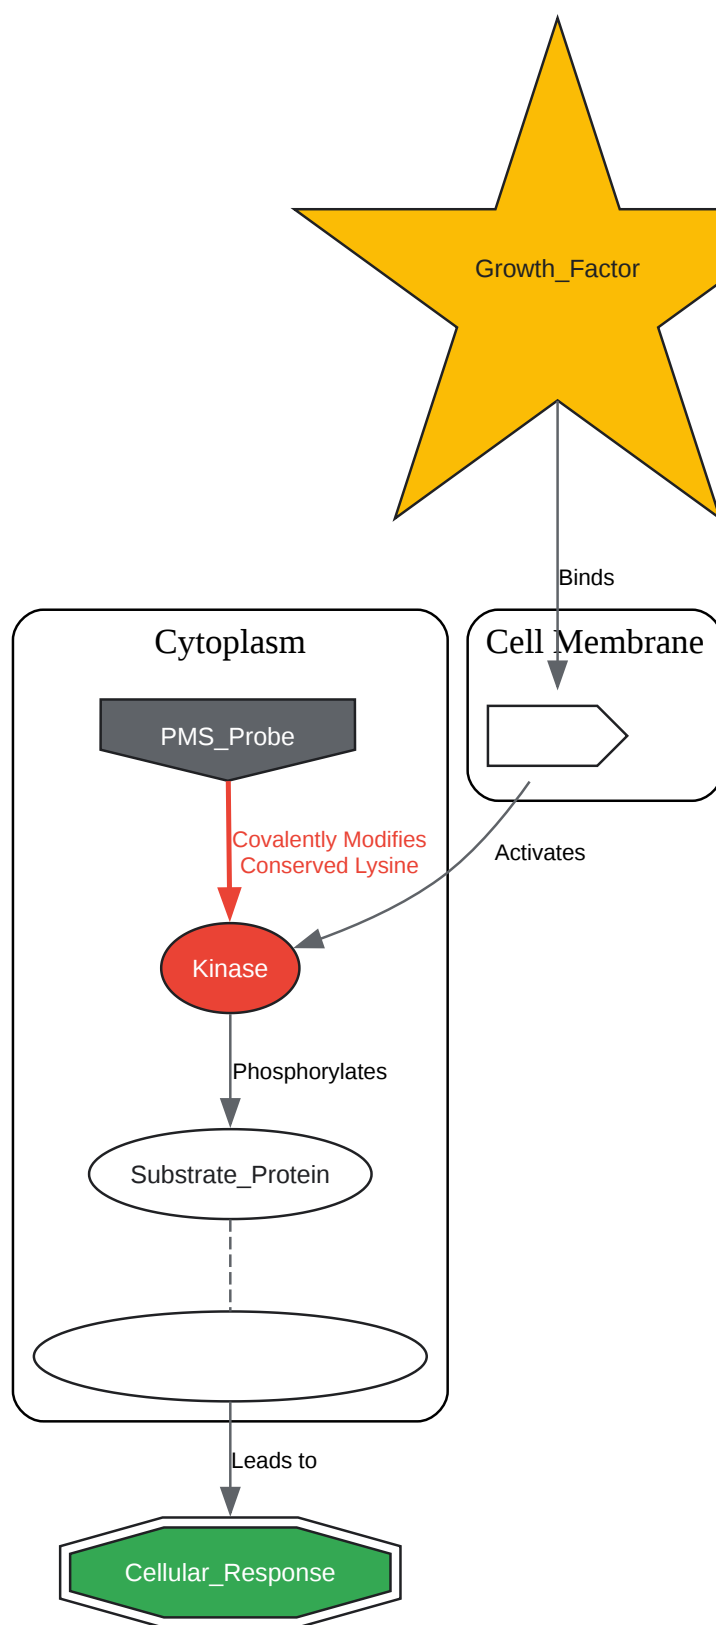 Growth_Factor
Binds
Cytoplasm
Cell Membrane
PMS_Probe
Covalently Modifies
Conserved Lysine
Activates
Kinase
Phosphorylates
Substrate_Protein
Leads to
Cellular_Response